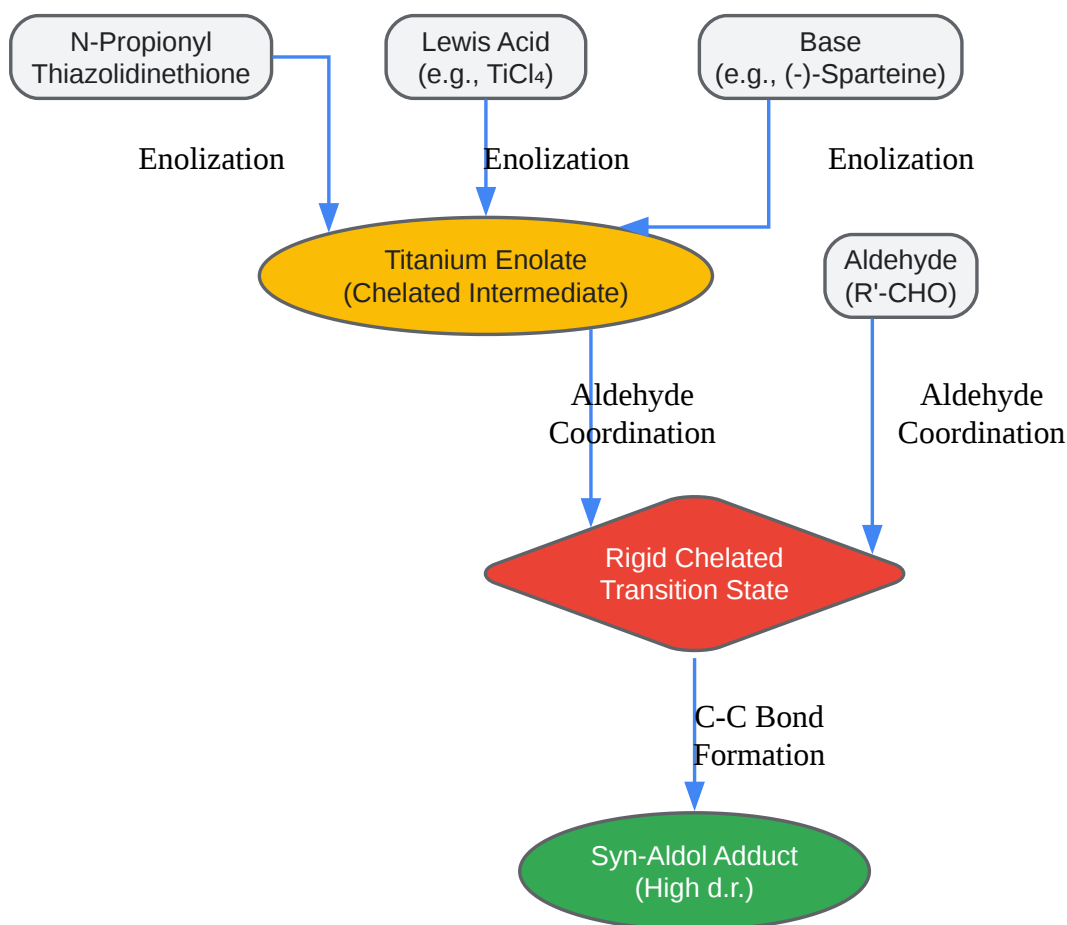 N-Propionyl
Thiazolidinethione
Lewis Acid
(e.g., TiCl₄)
Base
(e.g., (-)-Sparteine)
Enolization
Enolization
Enolization
Titanium Enolate
(Chelated Intermediate)
Aldehyde
(R'-CHO)
Aldehyde
Coordination
Aldehyde
Coordination
Rigid Chelated
Transition State
C-C Bond
Formation
Syn-Aldol Adduct
(High d.r.)